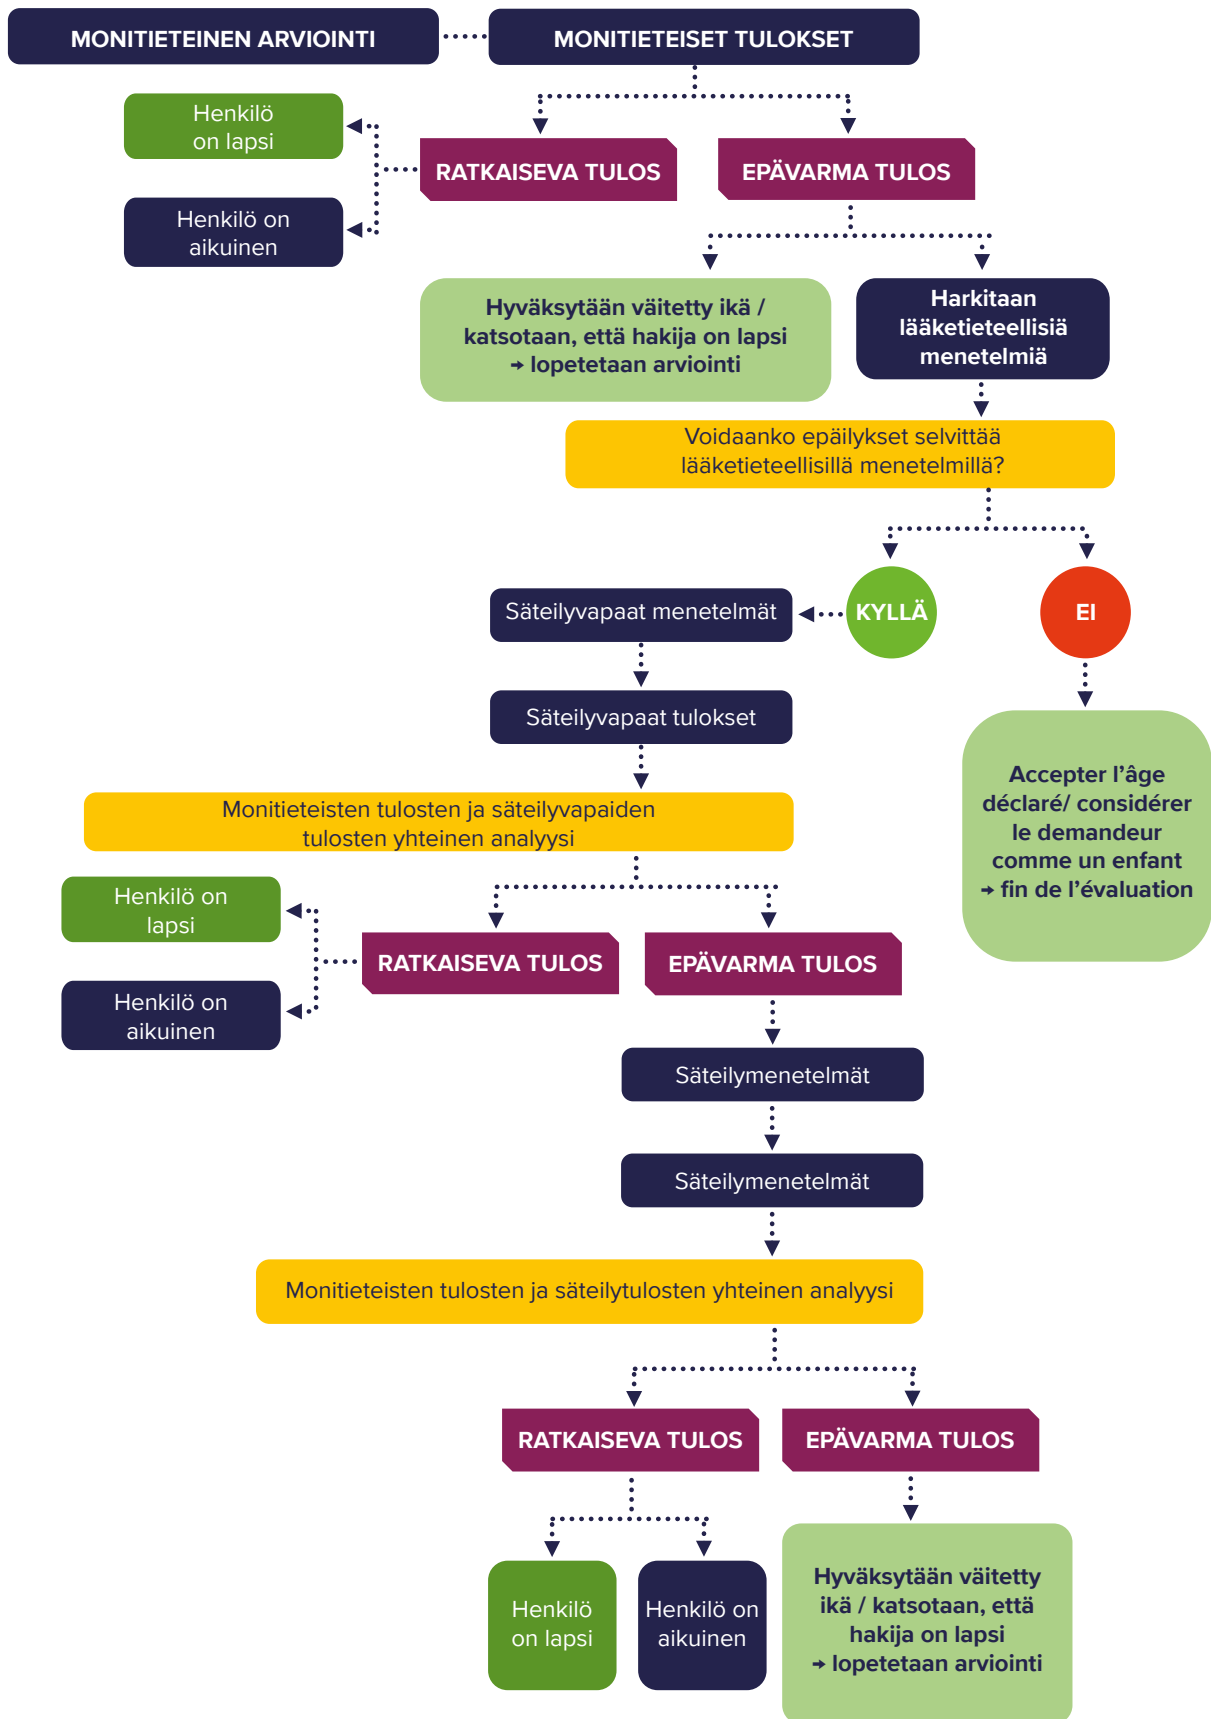 MONITIETEINEN ARVIOINTI
MONITIETEISET TULOKSET
Henkilö
on lapsi
Henkilö on
aikuinen
RATKAISEVA TULOS
EPÄVARMA TULOS
Hyväksytään väitetty ikä /
katsotaan, että hakija on lapsi
→ lopetetaan arviointi
Harkitaan
lääketieteellisiä
menetelmiä
Voidaanko epäilykset selvittää
lääketieteellisillä menetelmillä?
KYLLÄ
EI
Säteilyvapaat menetelmät
Säteilyvapaat tulokset
Accepter l’âge
déclaré/ considérer
le demandeur
comme un enfant
→ fin de l’évaluation
Monitieteisten tulosten ja säteilyvapaiden
tulosten yhteinen analyysi
Henkilö on
lapsi
Henkilö on
aikuinen
RATKAISEVA TULOS
EPÄVARMA TULOS
Säteilymenetelmät
Säteilymenetelmät
Monitieteisten tulosten ja säteilytulosten yhteinen analyysi
RATKAISEVA TULOS
EPÄVARMA TULOS
Henkilö
on lapsi
Henkilö on
aikuinen
Hyväksytään väitetty
ikä / katsotaan, että
hakija on lapsi
→ lopetetaan arviointi